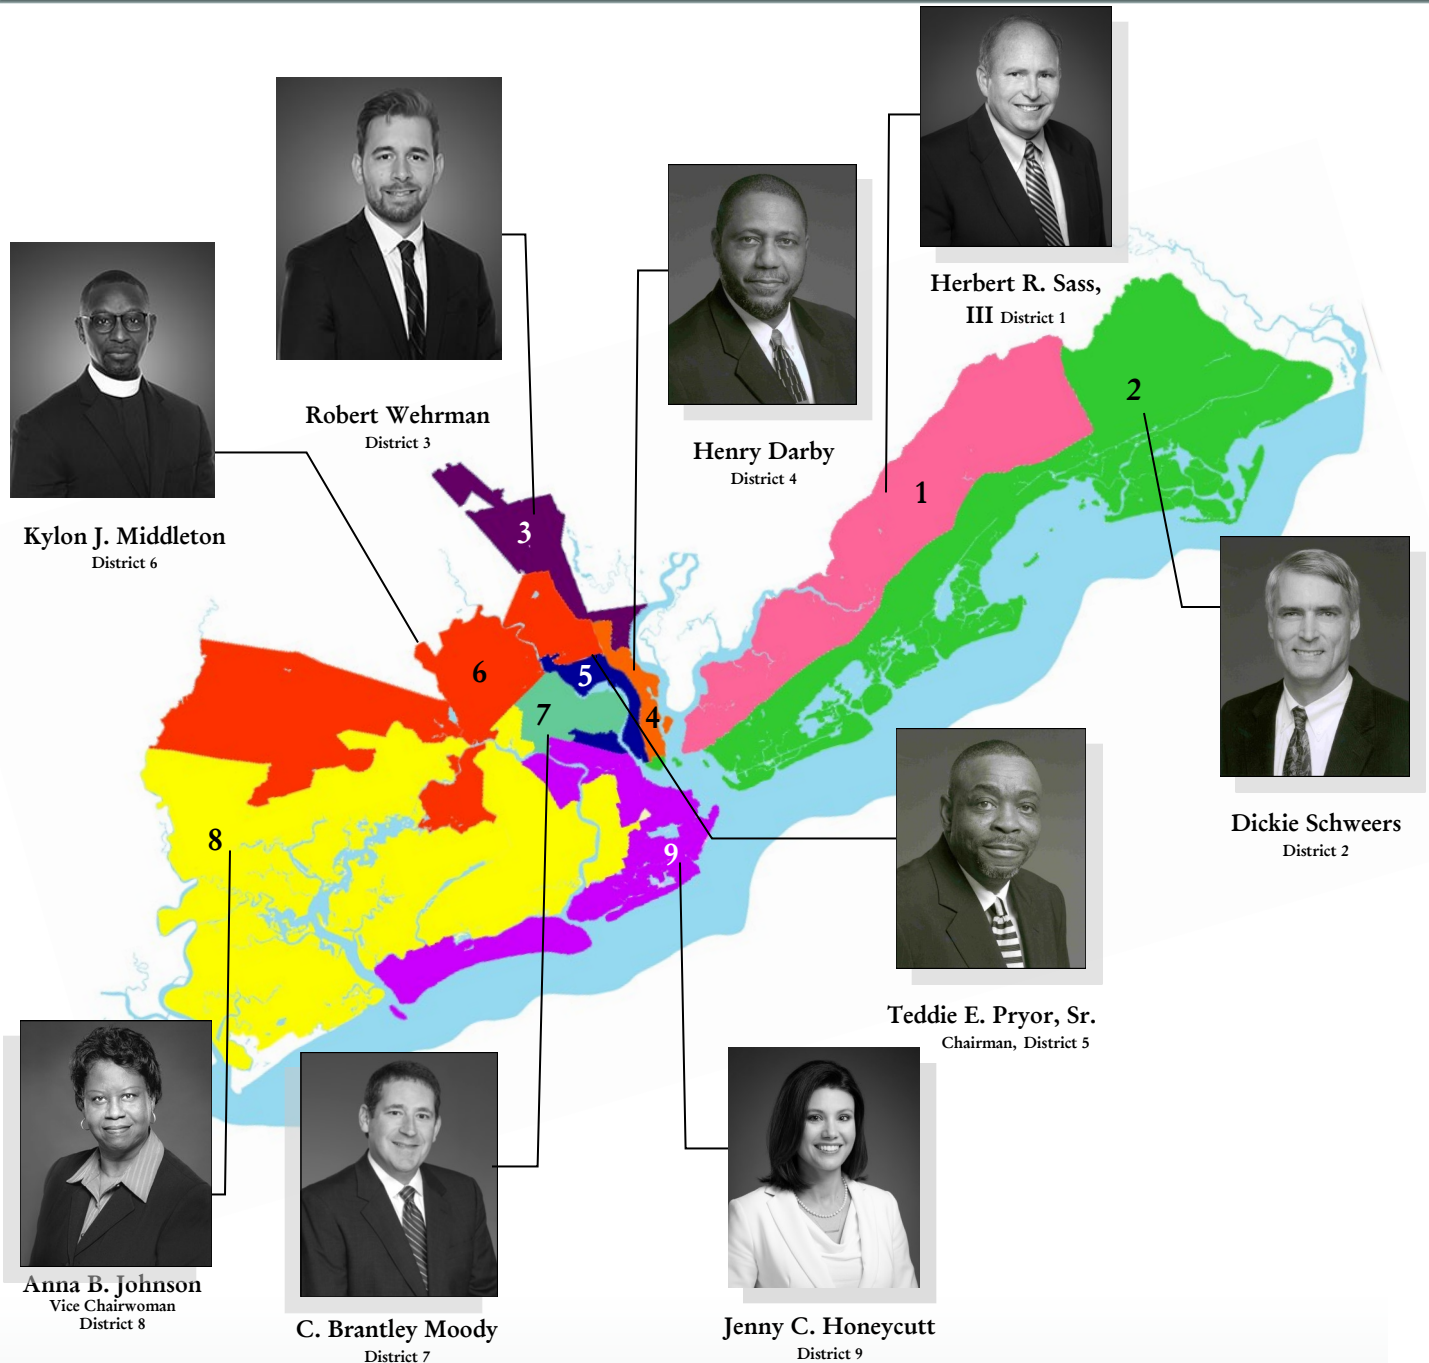 Herbert R. Sass,
III District 1
2
Robert Wehrman
District 3
Henry Darby
District 4
1
3
Kylon J. Middleton
District 6
6
5
7
4
8
9
Dickie Schweers
District 2
Teddie E. Pryor, Sr.
Chairman, District 5
Anna B. Johnson
Vice Chairwoman
District 8
C. Brantley Moody
District 7
Jenny C. Honeycutt
District 9